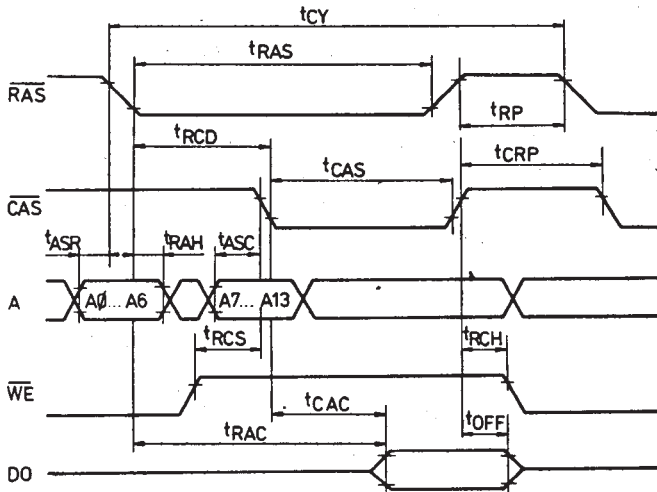 tCY
tRAS
RAS
tRP
tRCD
tCRP
tCAS
CAS
tASR
tRAH
tASC
A
AØ... A6
A7... A13
tRCS
tRCH
WE
tCAC
tOFF
tRAC
DO